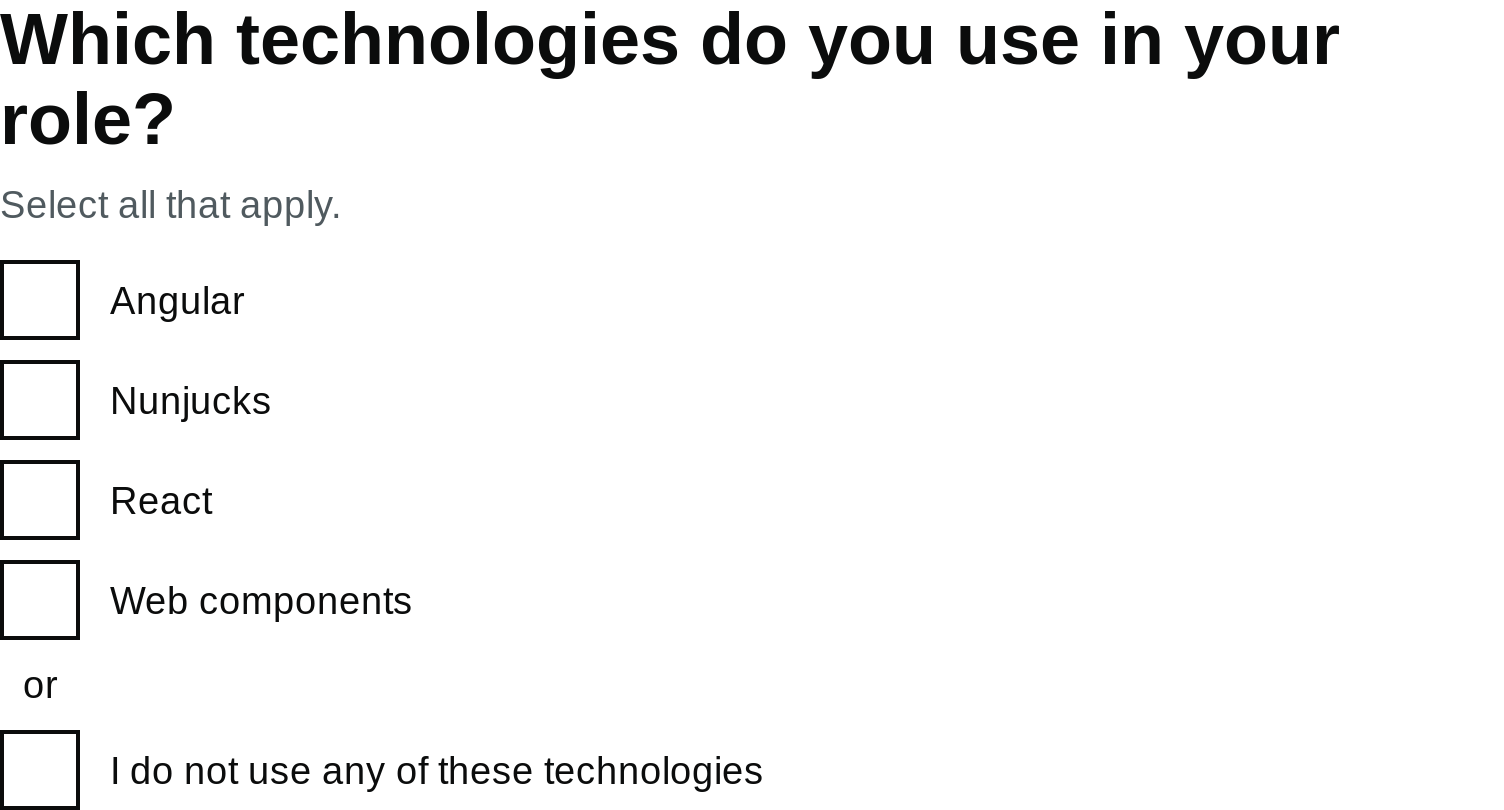 Which technologies do you use in your
role?
Select all that apply.
Angular
Nunjucks
React
Web components
or
I do not use any of these technologies